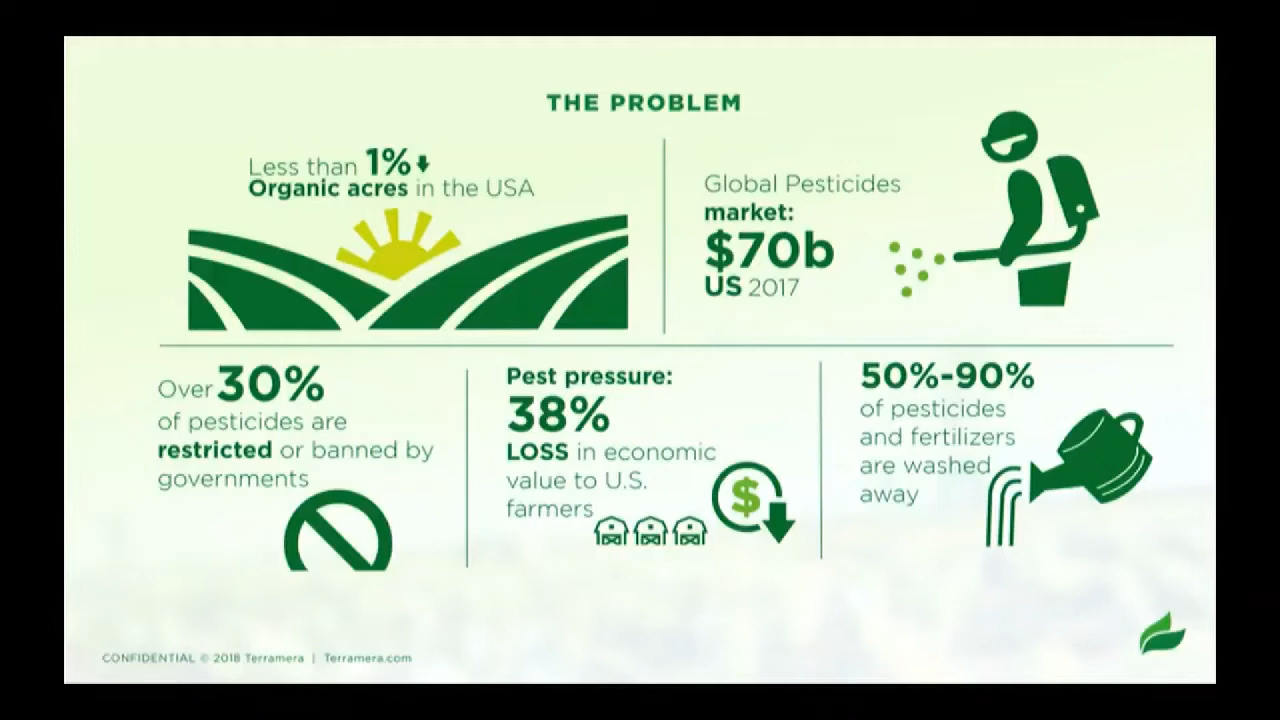 THE PROBLEM
Less than 1%
Organic acres in the USA
Global Pesticides
market:
$70b
US 2017
Over 30%
of pesticides are
restricted or banned by
governments
Pest pressure:
38%
LOSS in economic
value to U.S.
farmers
$
50%-90%
of pesticides
and fertilizers
are washed
away
CONFIDENTIAL © 2018 Terramera | Terramera.com